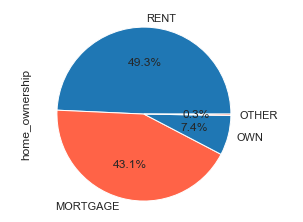 RENT
49.3%
home_ownership
0.3%
OTHER
7.4%
OWN
43.1%
MORTGAGE